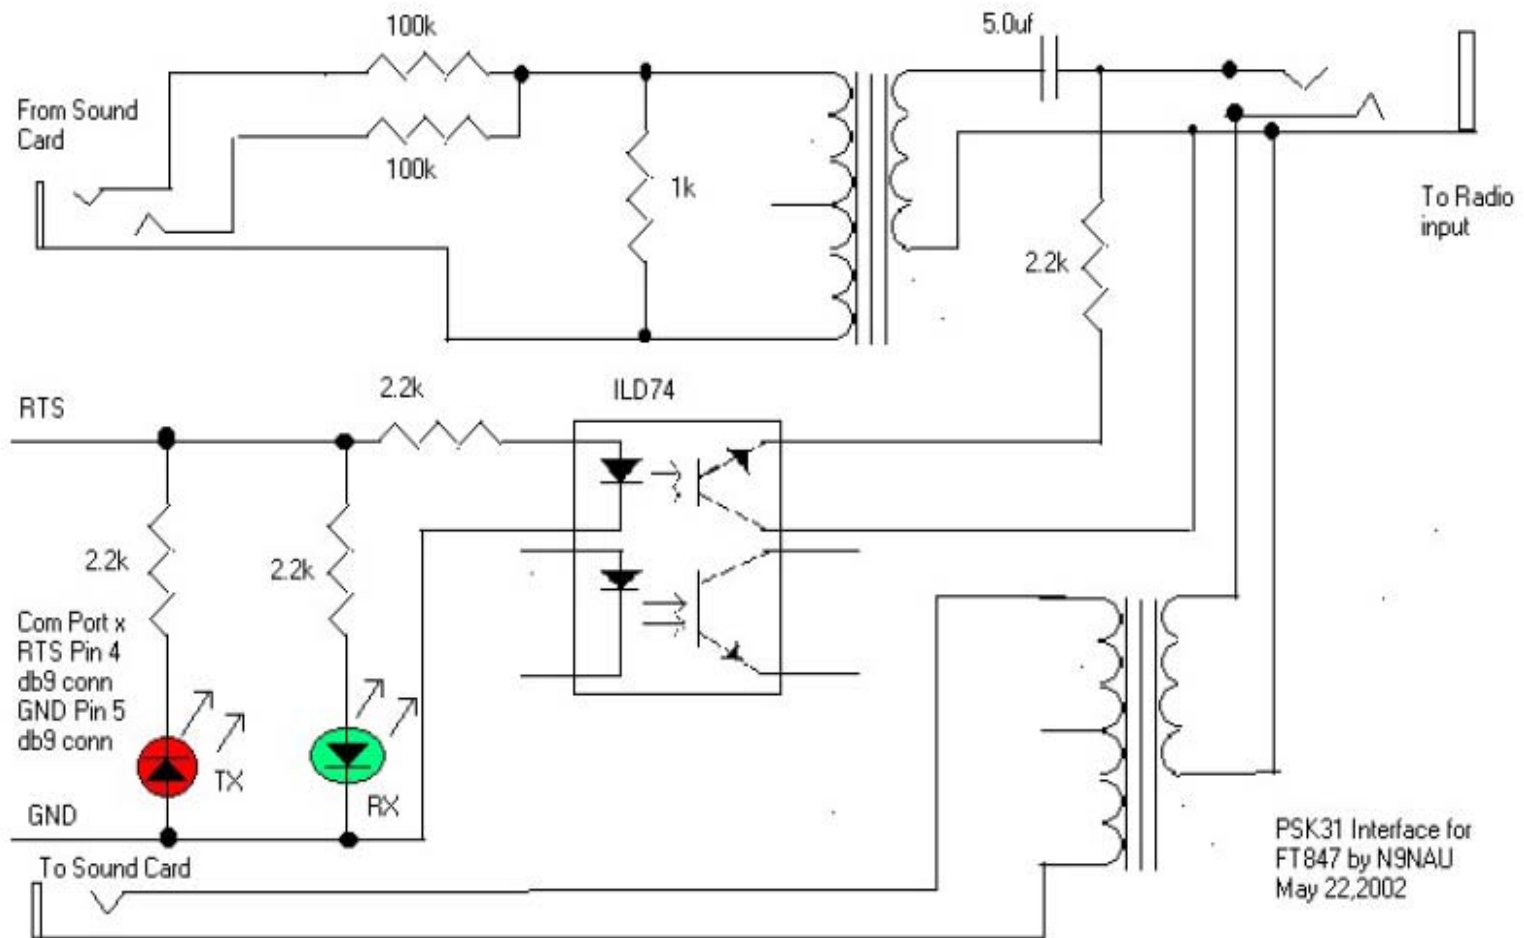 100k
5.0uf
From Sound
Card
100k
1k
To Radio
input
2.2k
2.2k
ILD74
RTS
2.2k
2.2k
Com Port x
RTS Pin 4
db9 conn
GND Pin 5
db9 conn
TX
RX
GND
To Sound Card
PSK31 Interface for
FT847 by N9NAU
May 22,2002